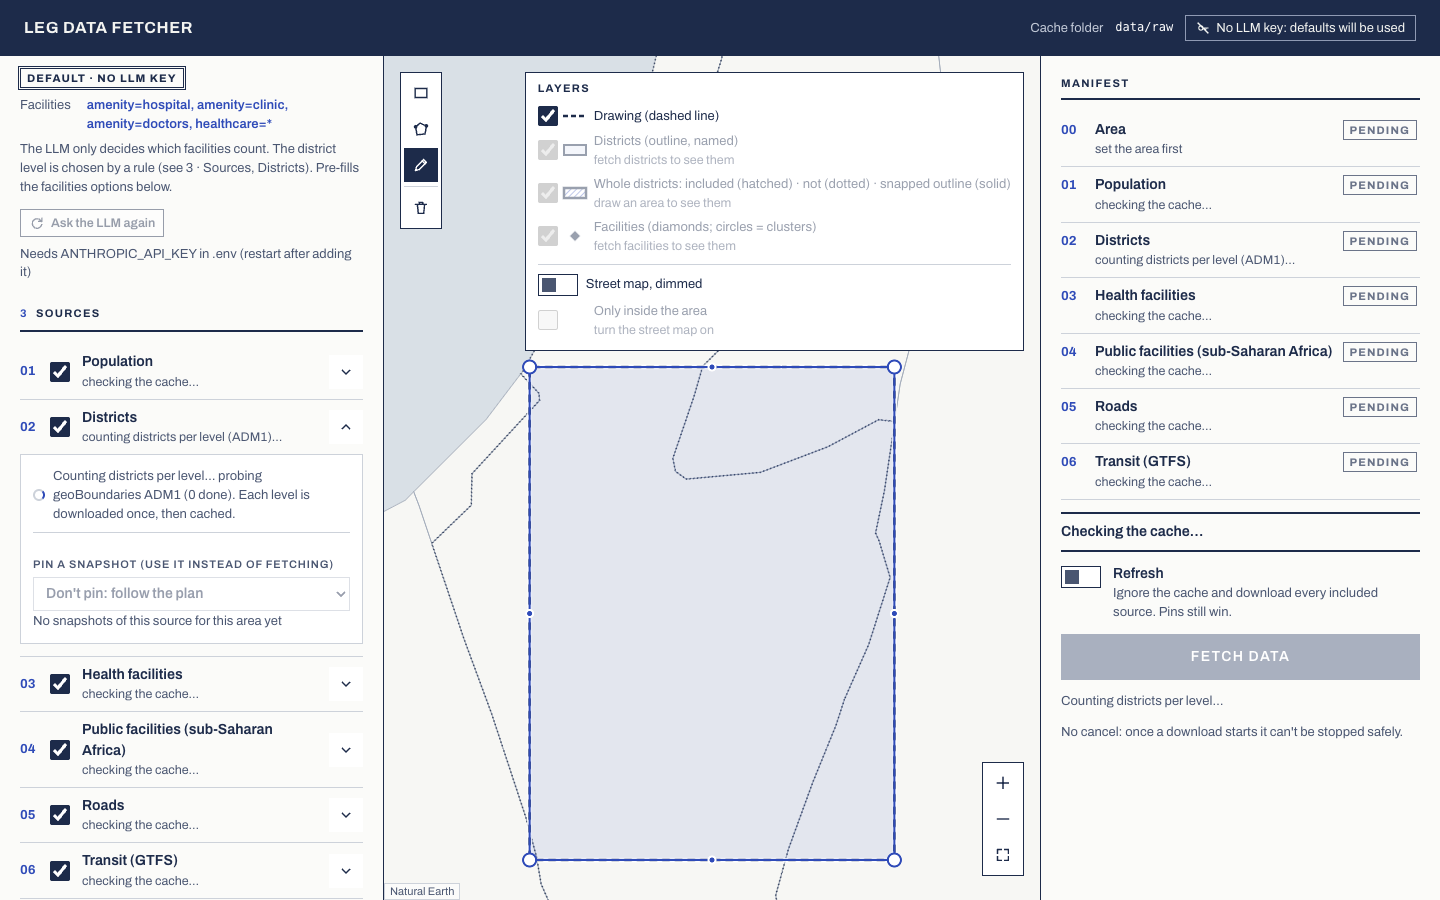 LEG DATA FETCHER
Cache folder data/raw No LLM key: defaults will be used
DEFAULT · NO LLM KEY
Facilities amenity=hospital, amenity=clinic,
amenity=doctors, healthcare=*
The LLM only decides which facilities count. The district
level is chosen by a rule (see 3 · Sources, Districts). Pre-fills
the facilities options below.
Ask the LLM again
Needs ANTHROPIC_API_KEY in .env (restart after adding
it)
3 SOURCES
01 Population
checking the cache...
02 Districts
counting districts per level (ADM1)...
Counting districts per level... probing
geoBoundaries ADM1 (0 done). Each level is
downloaded once, then cached.
PIN A SNAPSHOT (USE IT INSTEAD OF FETCHING)
Don't pin: follow the plan
No snapshots of this source for this area yet
03 Health facilities
checking the cache...
04 Public facilities (sub-Saharan
Africa)
checking the cache...
05 Roads
checking the cache...
06 Transit (GTFS)
checking the cache...
LAYERS
Drawing (dashed line)
Districts (outline, named)
fetch districts to see them
Whole districts: included (hatched) · not (dotted) · snapped outline (solid)
draw an area to see them
Facilities (diamonds; circles = clusters)
fetch facilities to see them
Street map, dimmed
Only inside the area
turn the street map on
Natural Earth
MANIFEST
00 Area PENDING
set the area first
01 Population PENDING
checking the cache...
02 Districts PENDING
counting districts per level (ADM1)...
03 Health facilities PENDING
checking the cache...
04 Public facilities (sub-Saharan Africa) PENDING
checking the cache...
05 Roads PENDING
checking the cache...
06 Transit (GTFS) PENDING
checking the cache...
Checking the cache...
Refresh
Ignore the cache and download every included
source. Pins still win.
FETCH DATA
Counting districts per level...
No cancel: once a download starts it can't be stopped safely.